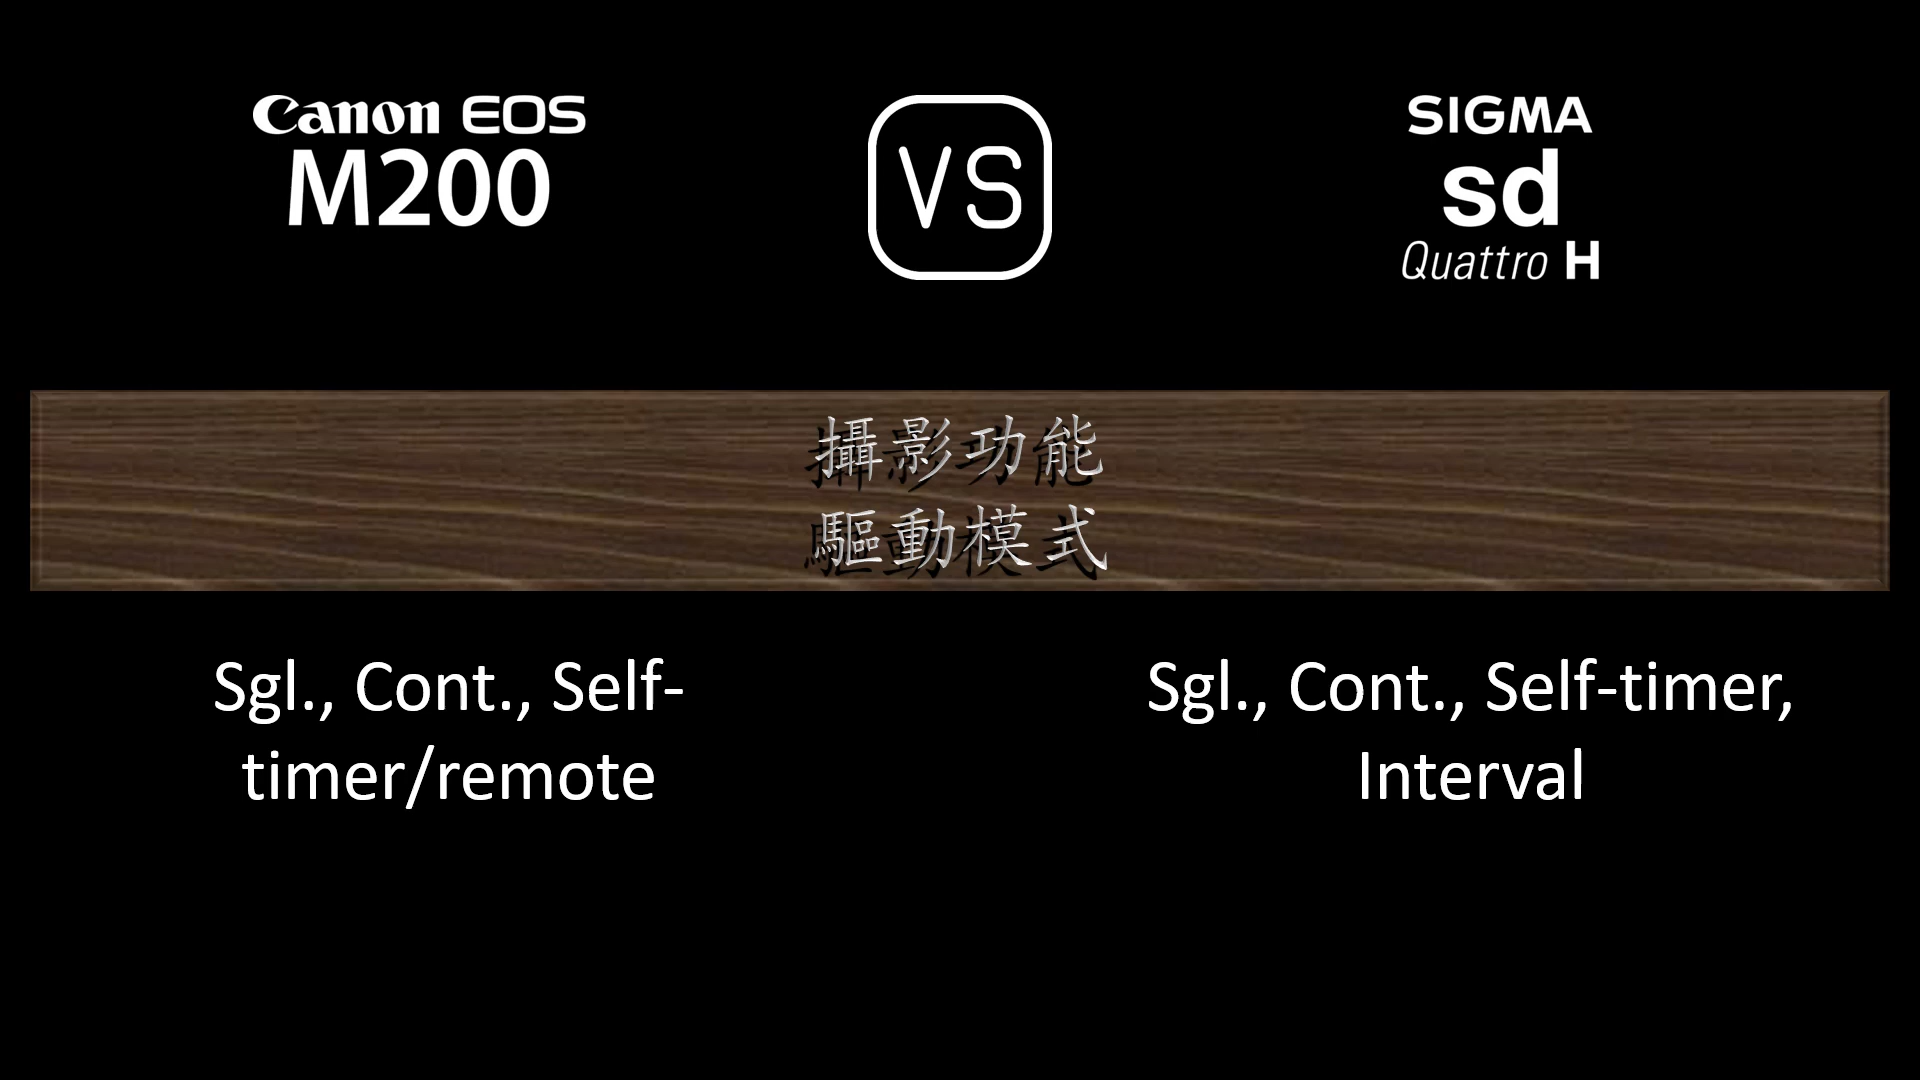 Canon EOS
M200
VS
SIGMA
sd
Quattro H
攝影功能
驅動模式
Sgl., Cont., Self-
timer/remote
Sgl., Cont., Self-timer,
Interval